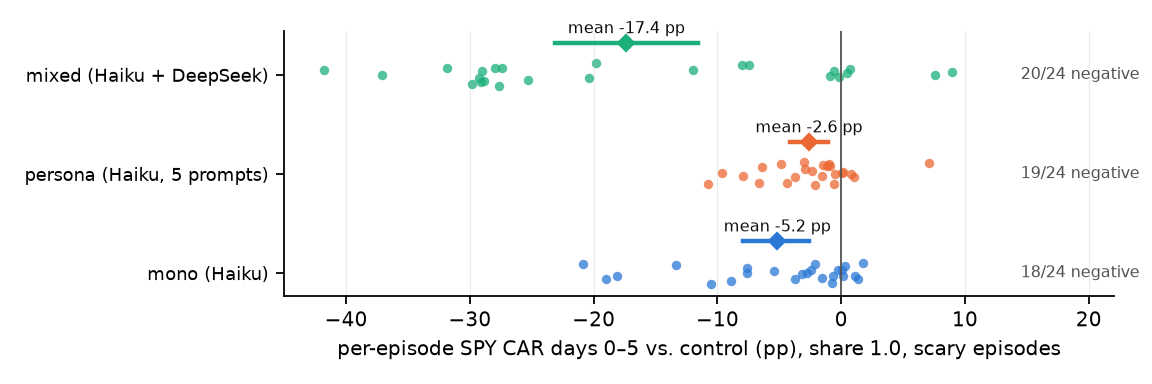 mean -17.4 pp
mixed (Haiku + DeepSeek)
20/24 negative
mean -2.6 pp
persona (Haiku, 5 prompts)
19/24 negative
mean -5.2 pp
mono (Haiku)
18/24 negative
−40 −30 −20 −10 0 10 20
per-episode SPY CAR days 0–5 vs. control (pp), share 1.0, scary episodes